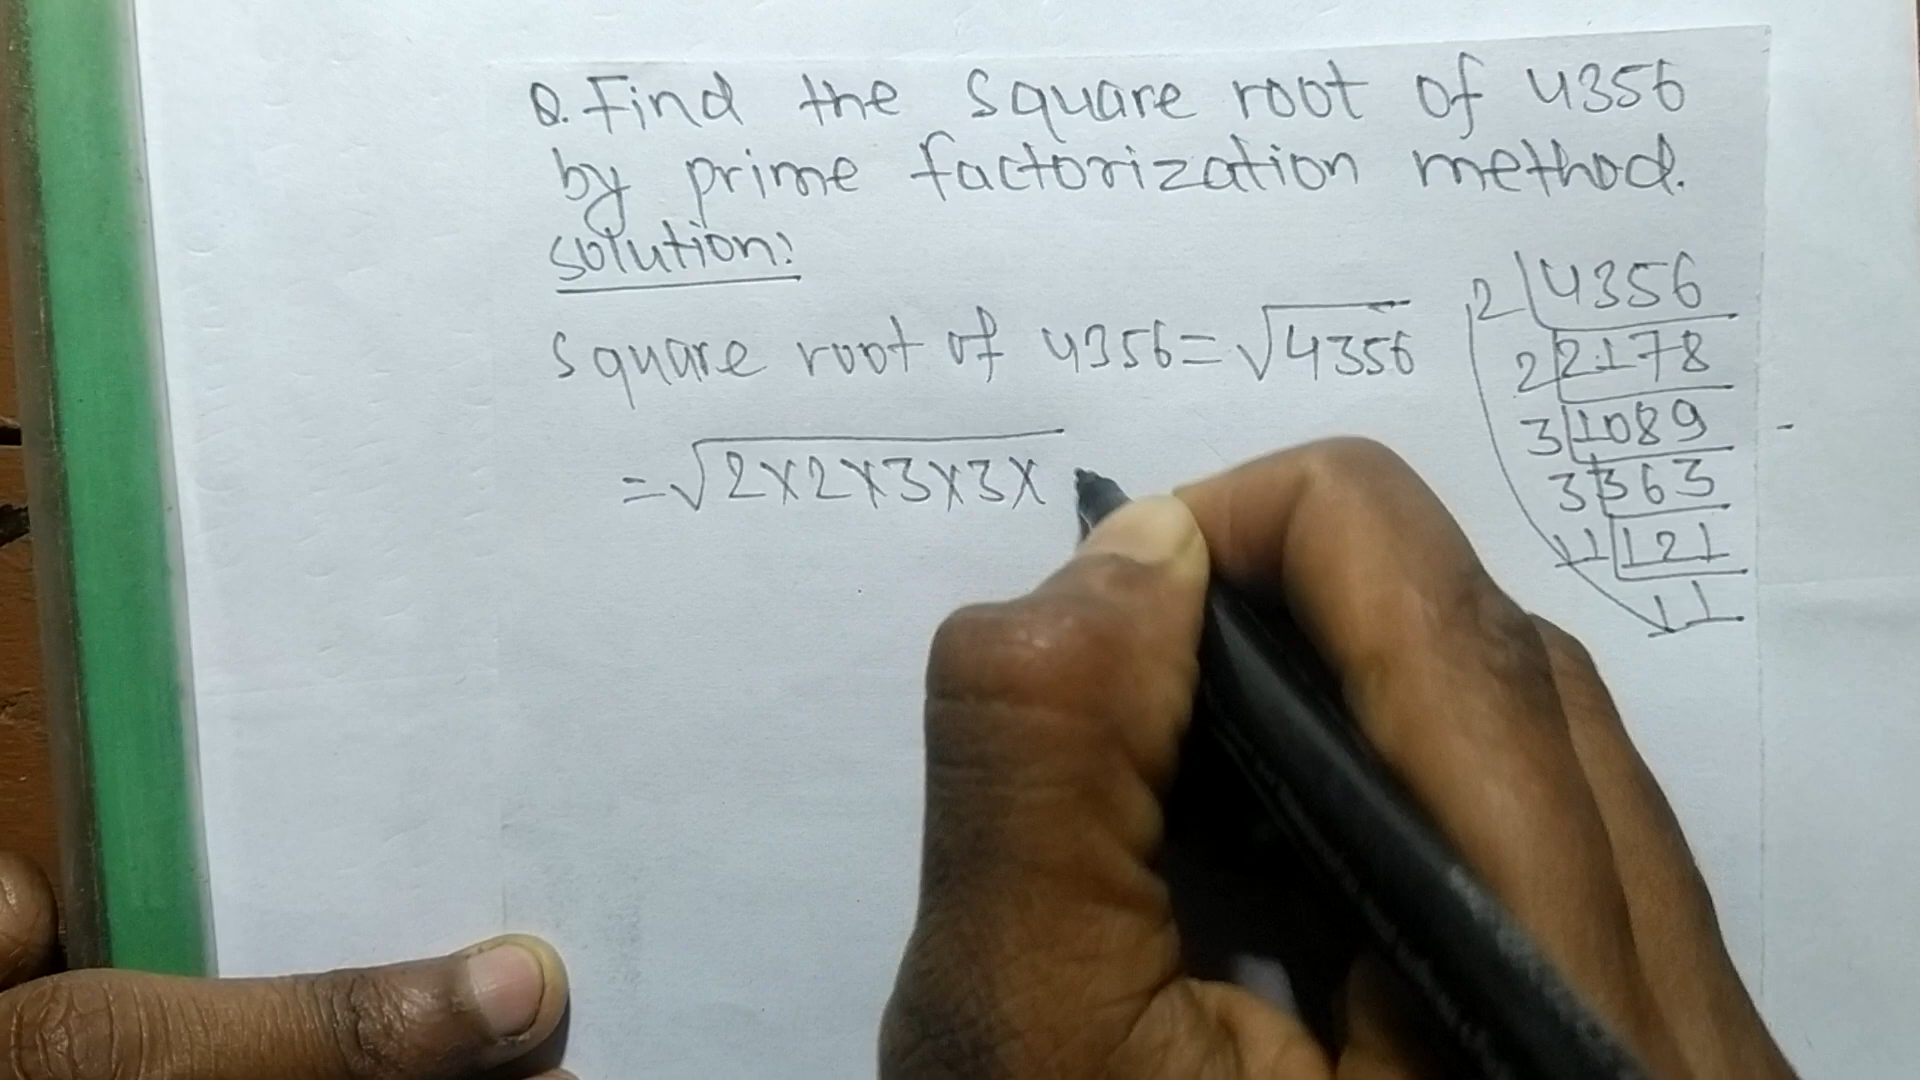 Q. Find the square root of 4356
by prime factorization method.
solution:
square root of 4356 = √4356
= √2×2×3×3×
2 | 4356
2 | 2178
3 | 1089
3 | 363
11 | 121
11